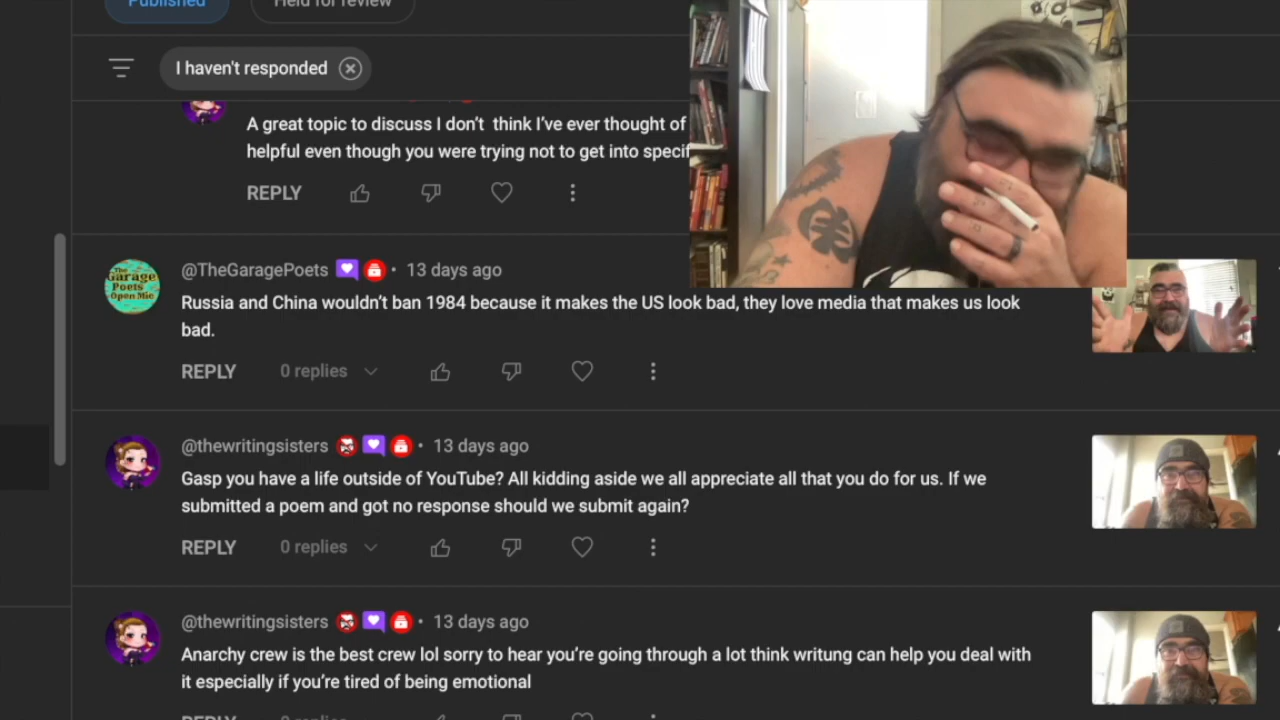 Published
Held for review
I haven't responded
A great topic to discuss I don't think I've ever thought of
helpful even though you were trying not to get into specif
REPLY
The Garage Poets Open Mic
@TheGaragePoets • 13 days ago
Russia and China wouldn't ban 1984 because it makes the US look bad, they love media that makes us look
bad.
REPLY 0 replies
@thewritingsisters • 13 days ago
Gasp you have a life outside of YouTube? All kidding aside we all appreciate all that you do for us. If we
submitted a poem and got no response should we submit again?
REPLY 0 replies
@thewritingsisters • 13 days ago
Anarchy crew is the best crew lol sorry to hear you're going through a lot think writung can help you deal with
it especially if you're tired of being emotional
REPLY 0 replies